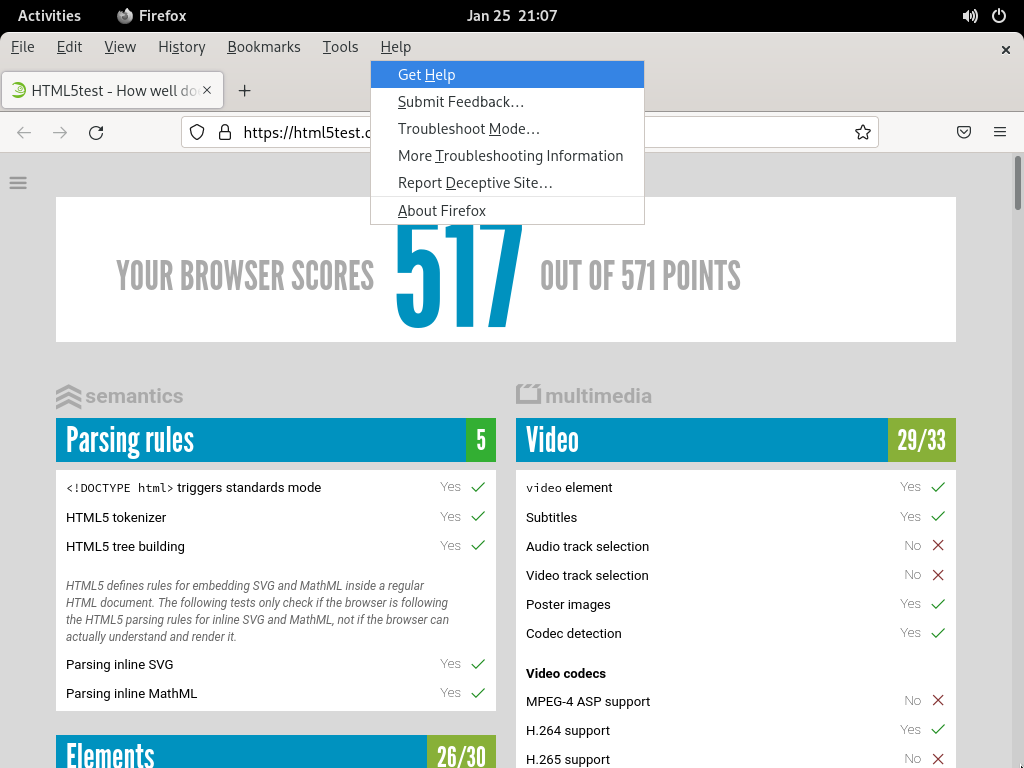 Activities Firefox Jan 25 21:07
File Edit View History Bookmarks Tools Help
HTML5test - How well do
Get Help
Submit Feedback…
Troubleshoot Mode…
More Troubleshooting Information
Report Deceptive Site…
About Firefox
https://html5test.c
YOUR BROWSER SCORES 517 OUT OF 571 POINTS
semantics
Parsing rules 5
<!DOCTYPE html> triggers standards mode Yes
HTML5 tokenizer Yes
HTML5 tree building Yes
HTML5 defines rules for embedding SVG and MathML inside a regular
HTML document. The following tests only check if the browser is following
the HTML5 parsing rules for inline SVG and MathML, not if the browser can
actually understand and render it.
Parsing inline SVG Yes
Parsing inline MathML Yes
Elements 26/30
multimedia
Video 29/33
video element Yes
Subtitles Yes
Audio track selection No
Video track selection No
Poster images Yes
Codec detection Yes
Video codecs
MPEG-4 ASP support No
H.264 support Yes
H.265 support No